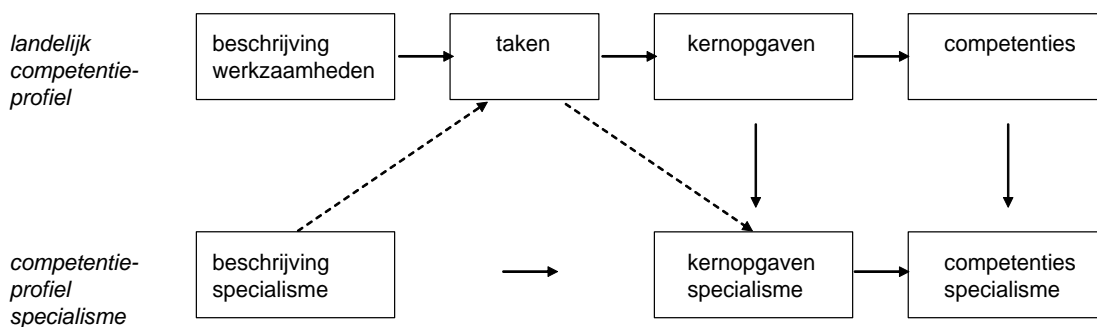 landelijk
competentie-
profiel
beschrijving
werkzaamheden
taken
kernopgaven
competenties
competentie-
profiel
specialisme
beschrijving
specialisme
kernopgaven
specialisme
competenties
specialisme